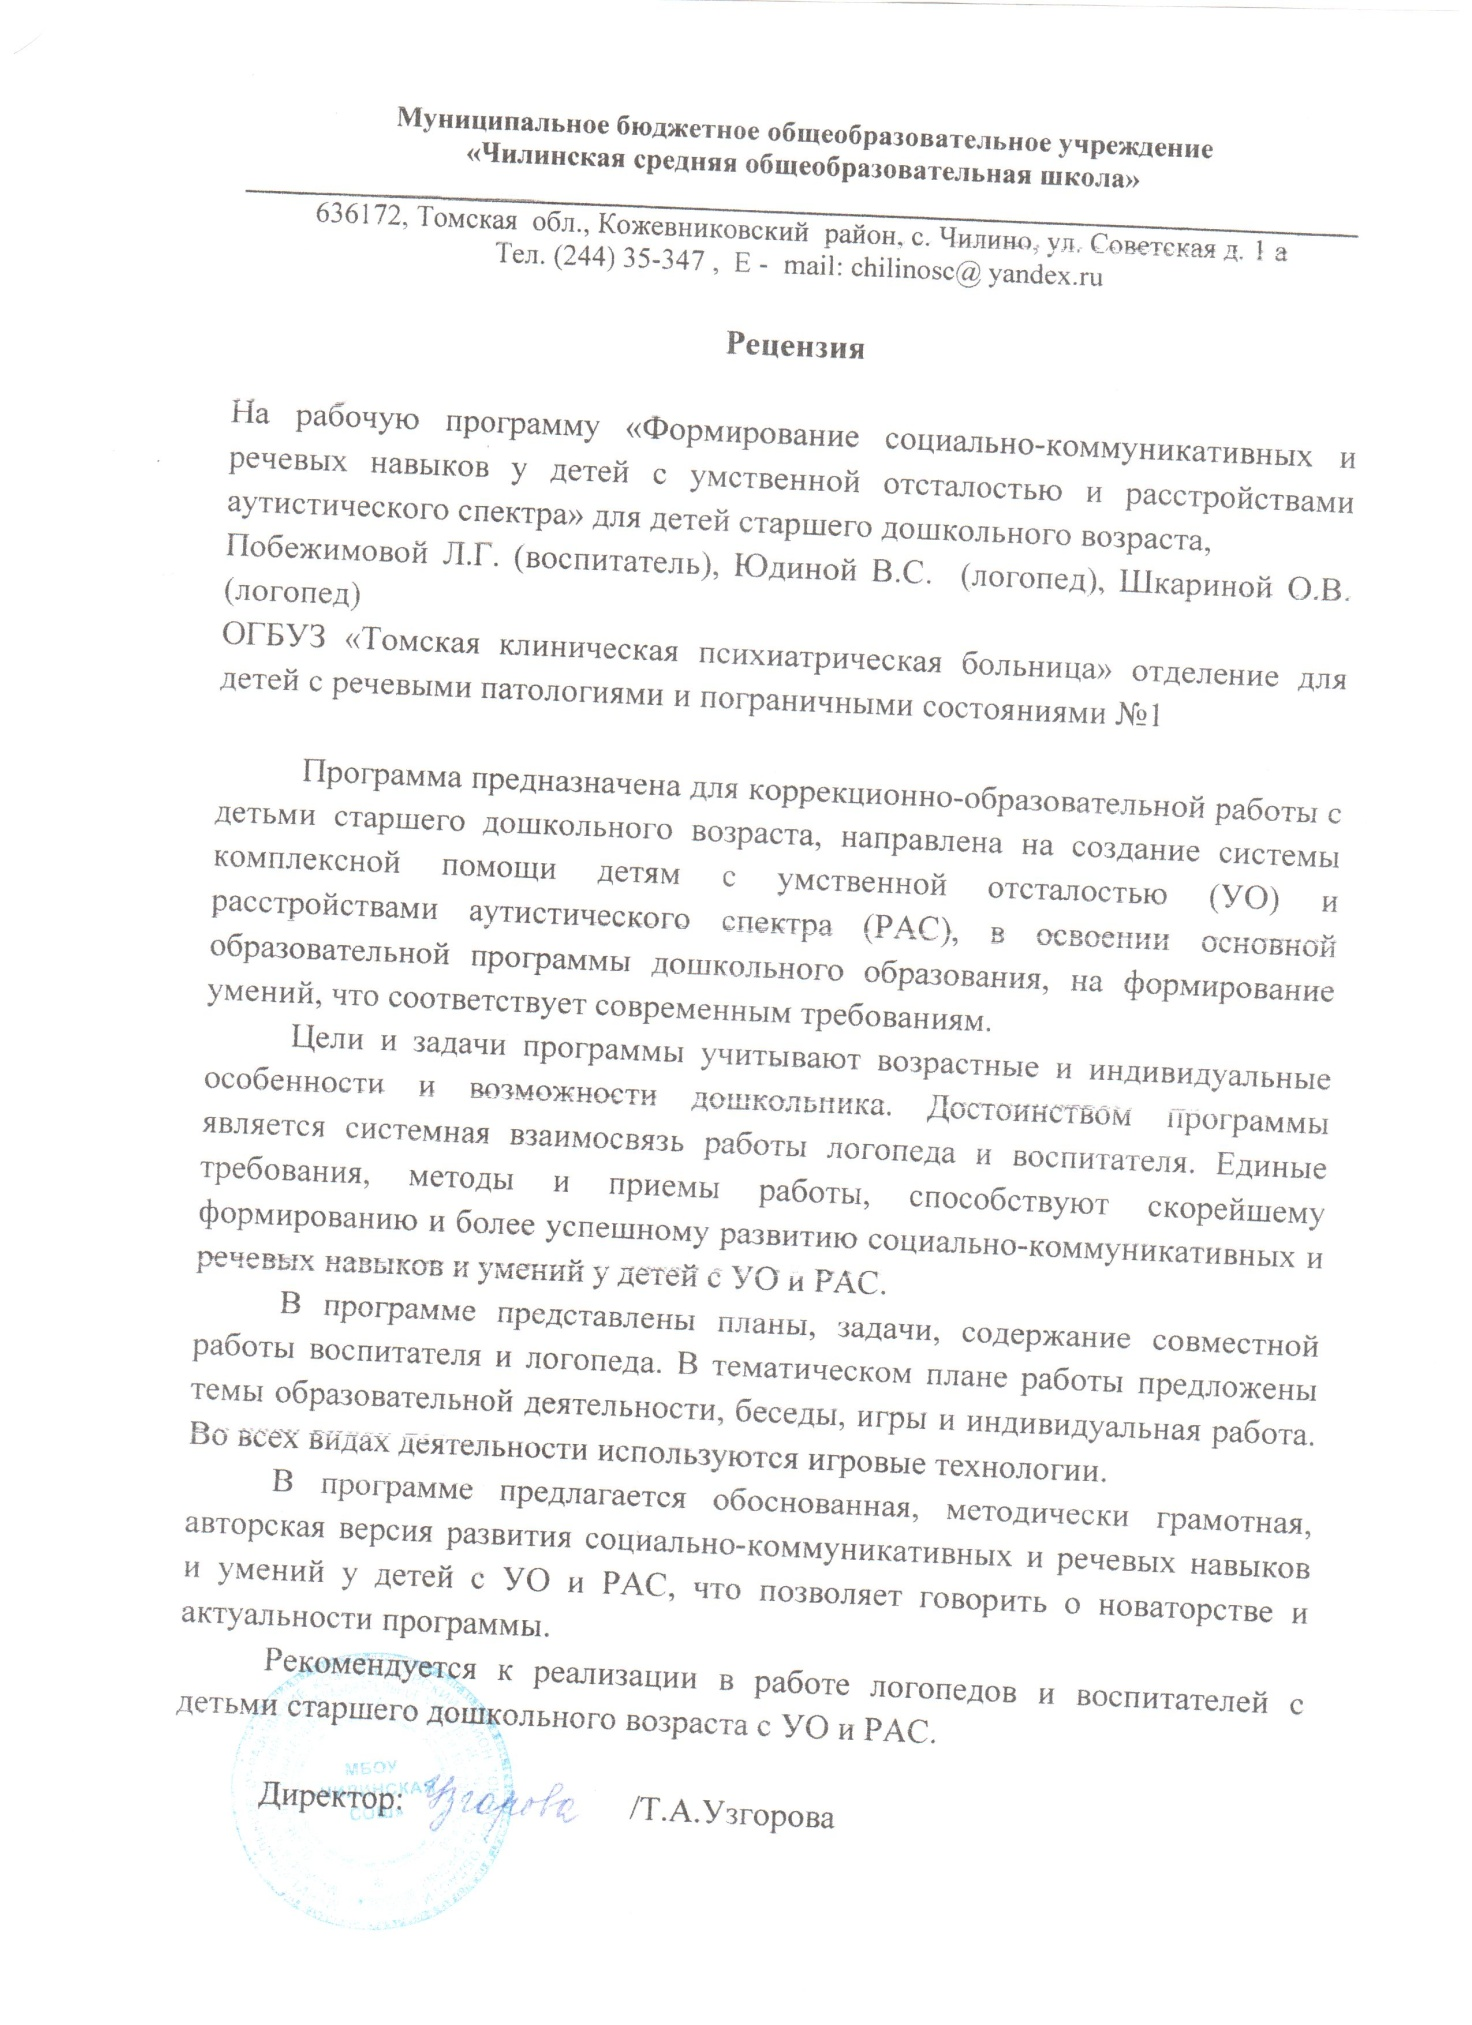 Муниципальное бюджетное общеобразовательное учреждение
«Чилинская средняя общеобразовательная школа»
636172, Томская обл., Кожевниковский район, с. Чилино, ул. Советская д. 1 а
Тел. (244) 35-347 , Е - mail: chilinosc@ yandex.ru
Рецензия
На рабочую программу «Формирование социально-коммуникативных и
речевых навыков у детей с умственной отсталостью и расстройствами
аутистического спектра» для детей старшего дошкольного возраста,
Побежимовой Л.Г. (воспитатель), Юдиной В.С. (логопед), Шкариной О.В.
(логопед)
ОГБУЗ «Томская клиническая психиатрическая больница» отделение для
детей с речевыми патологиями и пограничными состояниями №1
Программа предназначена для коррекционно-образовательной работы с
детьми старшего дошкольного возраста, направлена на создание системы
комплексной помощи детям с умственной отсталостью (УО) и
расстройствами аутистического спектра (РАС), в освоении основной
образовательной программы дошкольного образования, на формирование
умений, что соответствует современным требованиям.
Цели и задачи программы учитывают возрастные и индивидуальные
особенности и возможности дошкольника. Достоинством программы
является системная взаимосвязь работы логопеда и воспитателя. Единые
требования, методы и приемы работы, способствуют скорейшему
формированию и более успешному развитию социально-коммуникативных и
речевых навыков и умений у детей с УО и РАС.
В программе представлены планы, задачи, содержание совместной
работы воспитателя и логопеда. В тематическом плане работы предложены
темы образовательной деятельности, беседы, игры и индивидуальная работа.
Во всех видах деятельности используются игровые технологии.
В программе предлагается обоснованная, методически грамотная,
авторская версия развития социально-коммуникативных и речевых навыков
и умений у детей с УО и РАС, что позволяет говорить о новаторстве и
актуальности программы.
Рекомендуется к реализации в работе логопедов и воспитателей с
детьми старшего дошкольного возраста с УО и РАС.
МБОУ
ЧИЛИНСКАЯ
СОШ»
Директор: Узгорова /Т.А.Узгорова